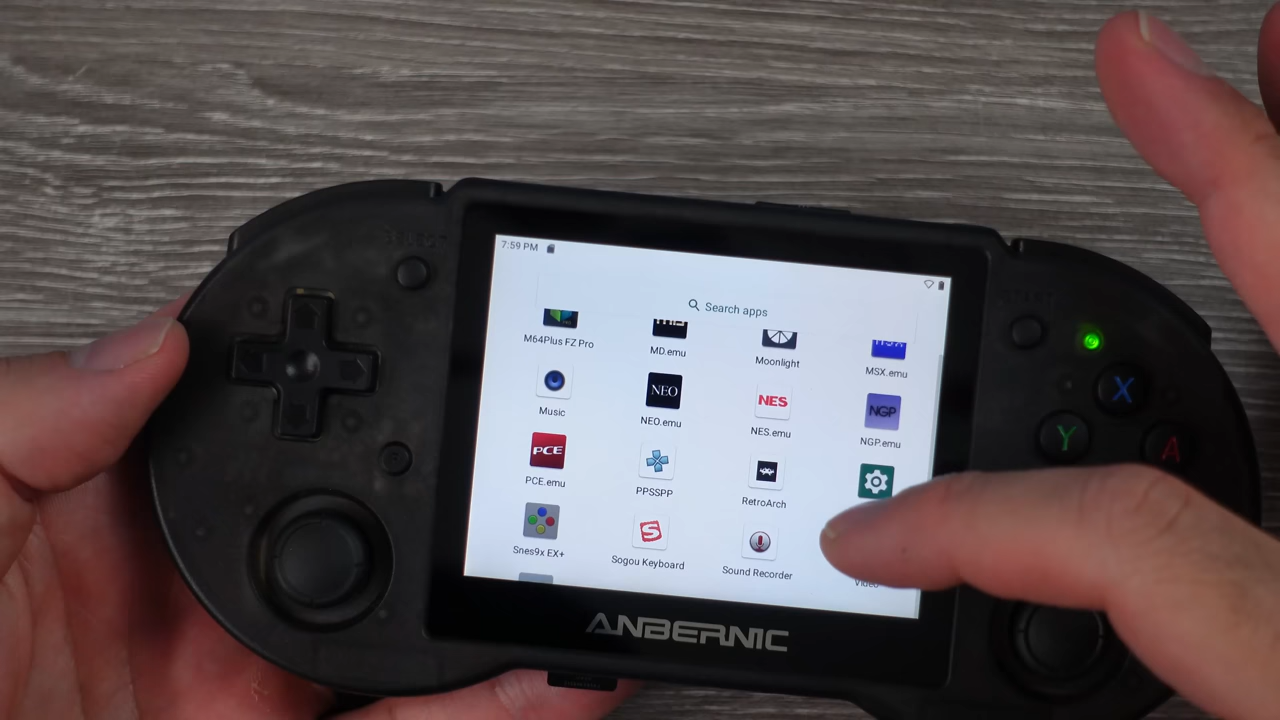 7:59 PM
Search apps
M64Plus FZ Pro
MD.emu
Moonlight
MSX.emu
Music
NEO
NEO.emu
NES
NES.emu
NGP
NGP.emu
PCE
PCE.emu
PPSSPP
RetroArch
Snes9x EX+
S
Sogou Keyboard
Sound Recorder
Video
ANBERNIC
X
Y
A